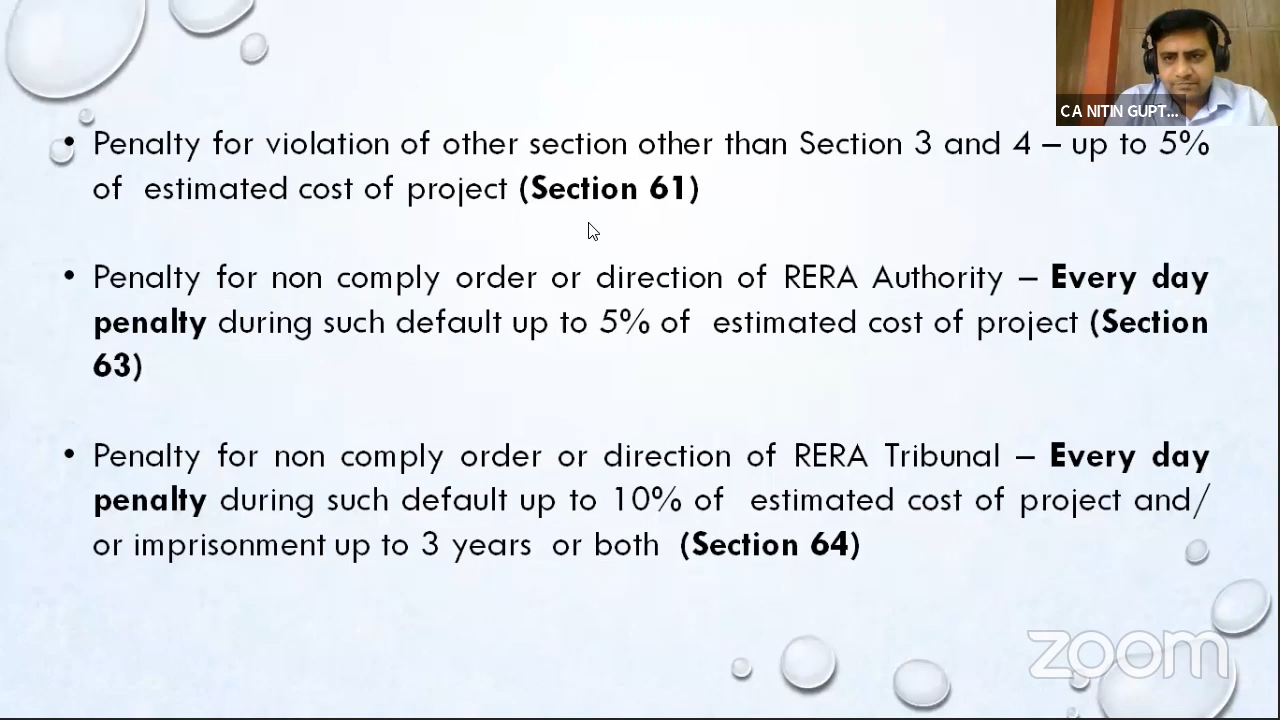 CA NITIN GUPT...
• Penalty for violation of other section other than Section 3 and 4 – up to 5%
of estimated cost of project (Section 61)
• Penalty for non comply order or direction of RERA Authority – Every day
penalty during such default up to 5% of estimated cost of project (Section
63)
• Penalty for non comply order or direction of RERA Tribunal – Every day
penalty during such default up to 10% of estimated cost of project and/
or imprisonment up to 3 years or both (Section 64)
zoom